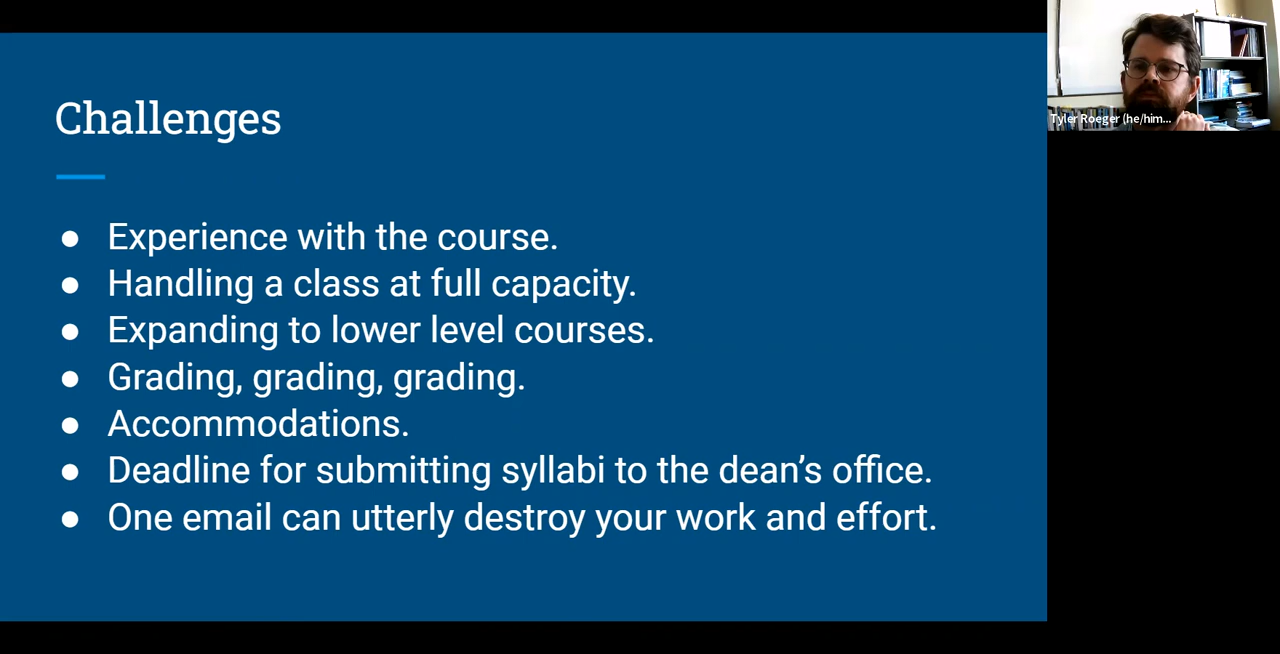 Challenges
● Experience with the course.
● Handling a class at full capacity.
● Expanding to lower level courses.
● Grading, grading, grading.
● Accommodations.
● Deadline for submitting syllabi to the dean’s office.
● One email can utterly destroy your work and effort.
Tyler Roeger (he/him...